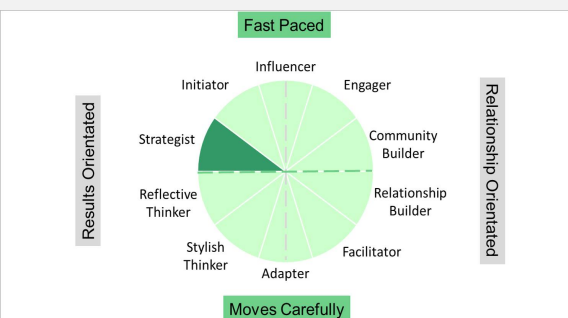 Fast Paced
Influencer
Initiator
Engager
Results Orientated
Strategist
Community
Builder
Relationship Orientated
Reflective
Thinker
Relationship
Builder
Stylish
Thinker
Facilitator
Adapter
Moves Carefully